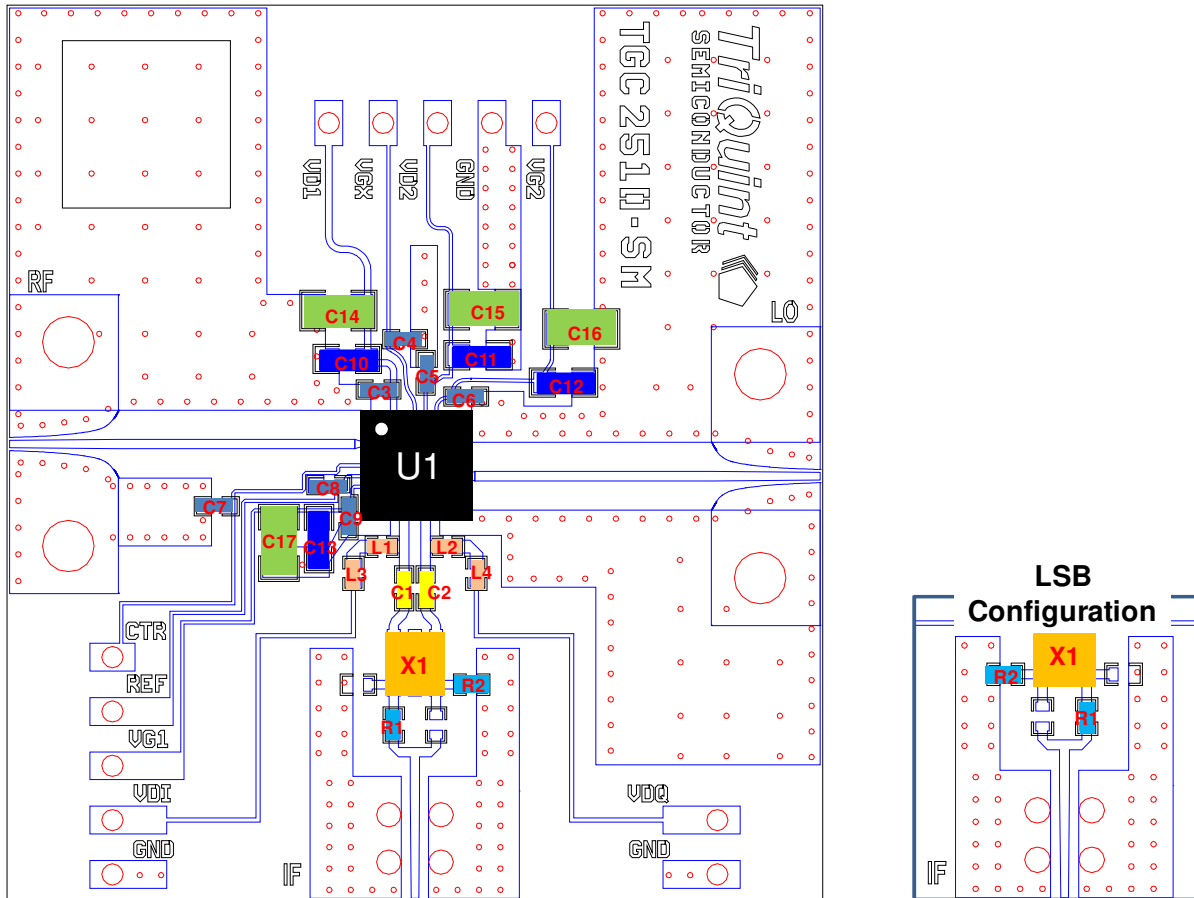 TriQuint
SEMICONDUCTOR
TGC2510-SM
VD1
VGX
VD2
GND
VG2
RF
LO
C14
C15
C16
C4
C10
C11
C5
C12
C3
C6
U1
C8
C7
C9
C17
C13
L1
L2
L3
L4
C1
C2
CTR
X1
REF
R2
R1
VG1
VDI
VDQ
GND
GND
IF
LSB
Configuration
X1
R2
R1
IF